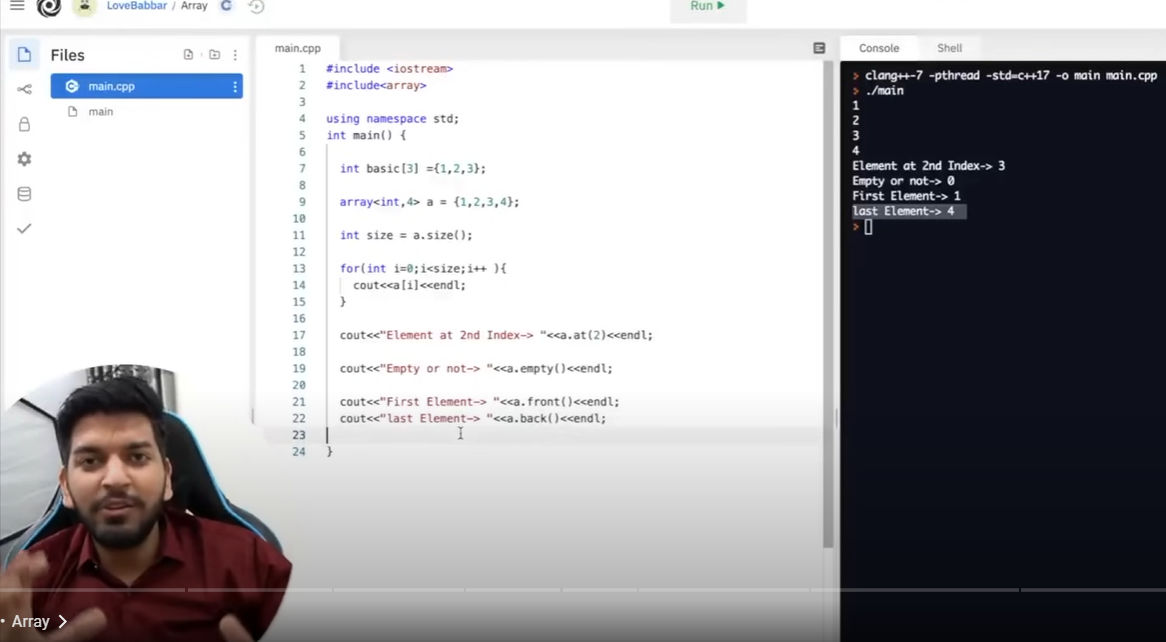 LoveBabbar / Array
Run
Files
main.cpp
main
main.cpp
1 #include <iostream>
2 #include<array>
3
4 using namespace std;
5 int main() {
6
7 int basic[3] ={1,2,3};
8
9 array<int,4> a = {1,2,3,4};
10
11 int size = a.size();
12
13 for(int i=0;i<size;i++ ){
14 cout<<a[i]<<endl;
15 }
16
17 cout<<"Element at 2nd Index-> "<<a.at(2)<<endl;
18
19 cout<<"Empty or not-> "<<a.empty()<<endl;
20
21 cout<<"First Element-> "<<a.front()<<endl;
22 cout<<"last Element-> "<<a.back()<<endl;
23
24 }
Console Shell
> clang++-7 -pthread -std=c++17 -o main main.cpp
> ./main
1
2
3
4
Element at 2nd Index-> 3
Empty or not-> 0
First Element-> 1
last Element-> 4
>
• Array >